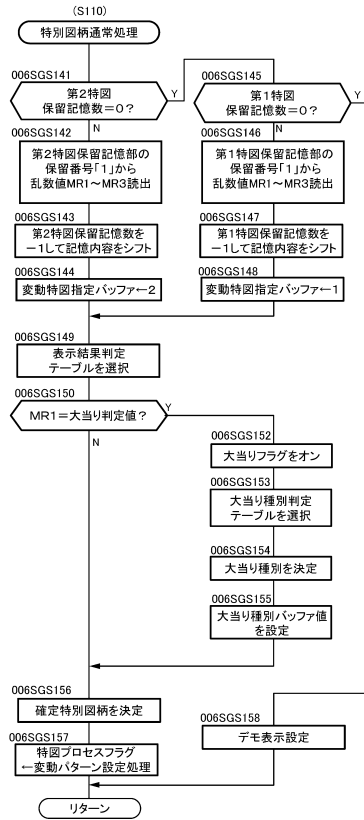 (S110)
特別図柄通常処理
006SGS141
第2特図
保留記憶数＝0？
Y
N
006SGS142
第2特図保留記憶部の
保留番号「1」から
乱数値MR1～MR3読出
006SGS143
第2特図保留記憶数を
－1して記憶内容をシフト
006SGS144
変動特図指定バッファ←2
006SGS145
第1特図
保留記憶数＝0？
Y
N
006SGS146
第1特図保留記憶部の
保留番号「1」から
乱数値MR1～MR3読出
006SGS147
第1特図保留記憶数を
－1して記憶内容をシフト
006SGS148
変動特図指定バッファ←1
006SGS149
表示結果判定
テーブルを選択
006SGS150
MR1＝大当り判定値？
Y
N
006SGS152
大当りフラグをオン
006SGS153
大当り種別判定
テーブルを選択
006SGS154
大当り種別を決定
006SGS155
大当り種別バッファ値
を設定
006SGS156
確定特別図柄を決定
006SGS157
特図プロセスフラグ
←変動パターン設定処理
006SGS158
デモ表示設定
リターン